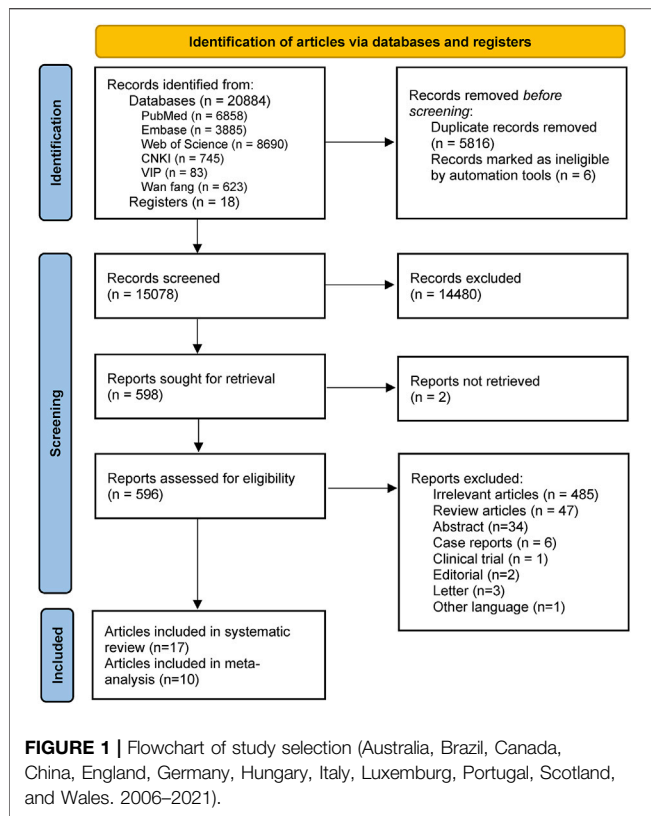 Identification of articles via databases and registers
Identification
Records identified from:
Databases (n = 20884)
PubMed (n = 6858)
Embase (n = 3885)
Web of Science (n = 8690)
CNKI (n = 745)
VIP (n = 83)
Wan fang (n = 623)
Registers (n = 18)
Records removed before
screening:
Duplicate records removed
(n = 5816)
Records marked as ineligible
by automation tools (n = 6)
Screening
Records screened
(n = 15078)
Records excluded
(n = 14480)
Reports sought for retrieval
(n = 598)
Reports not retrieved
(n = 2)
Reports assessed for eligibility
(n = 596)
Reports excluded:
Irrelevant articles (n = 485)
Review articles (n = 47)
Abstract (n=34)
Case reports (n = 6)
Clinical trial (n = 1)
Editorial (n=2)
Letter (n=3)
Other language (n=1)
Included
Articles included in systematic
review (n=17)
Articles included in meta-
analysis (n=10)
FIGURE 1 | Flowchart of study selection (Australia, Brazil, Canada,
China, England, Germany, Hungary, Italy, Luxemburg, Portugal, Scotland,
and Wales. 2006–2021).